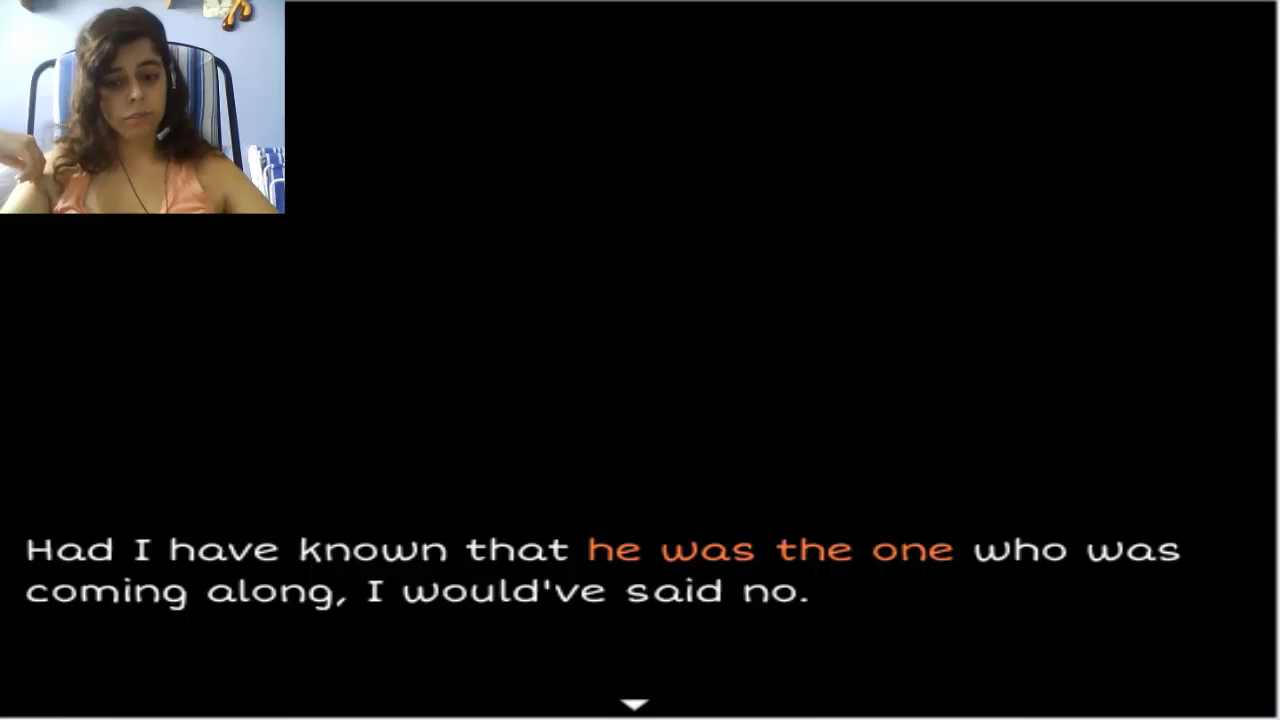 Had I have known that he was the one who was
coming along, I would've said no.